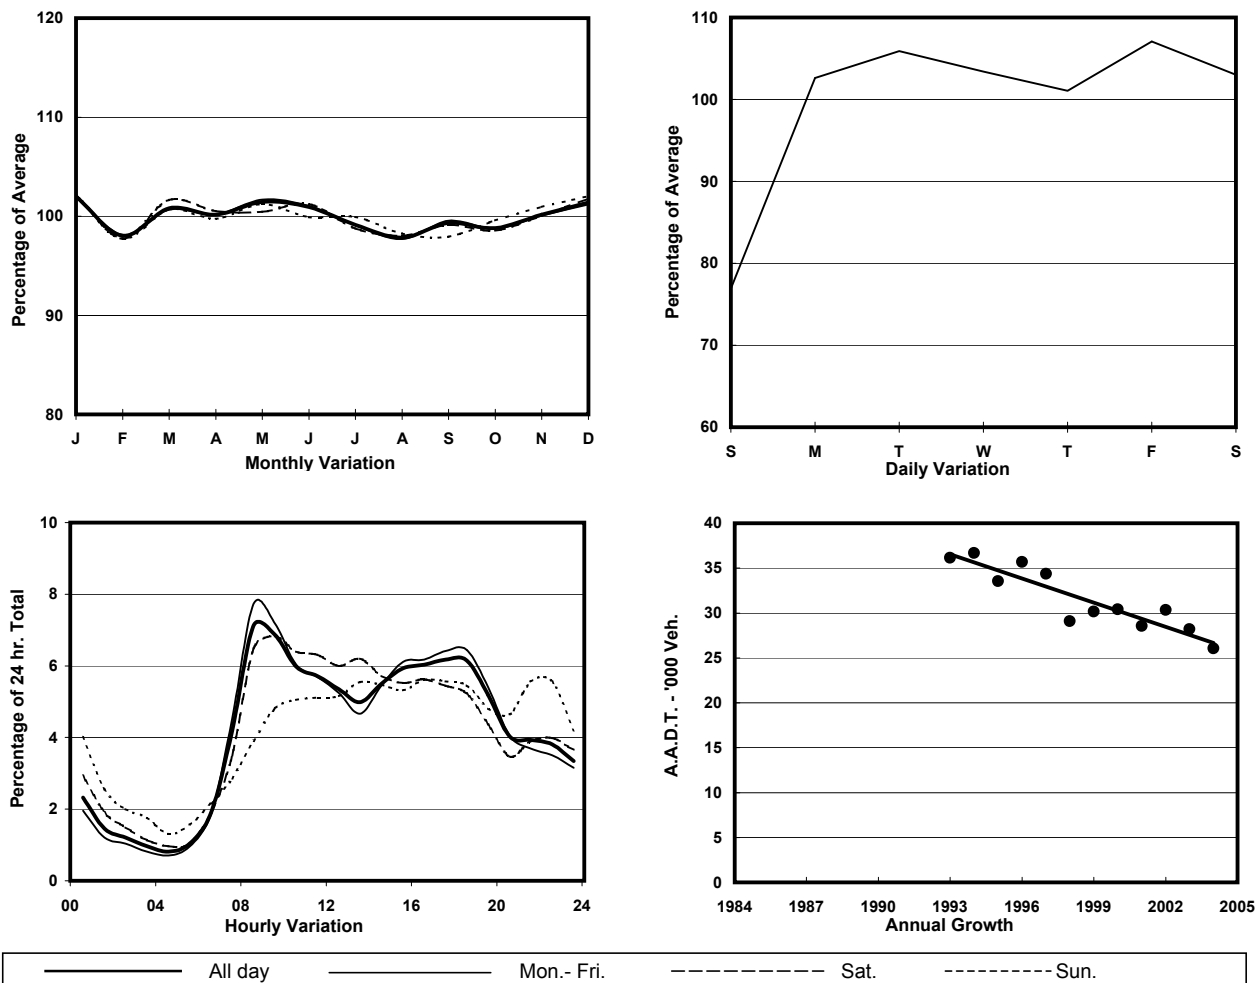 120
110
100
90
80
Percentage of Average
J F M A M J J A S O N D
Monthly Variation
110
100
90
80
70
60
Percentage of Average
S M T W T F S
Daily Variation
10
8
6
4
2
0
Percentage of 24 hr. Total
00 04 08 12 16 20 24
Hourly Variation
40
35
30
25
20
15
10
5
0
A.A.D.T. - '000 Veh.
1984 1987 1990 1993 1996 1999 2002 2005
Annual Growth
All day Mon.- Fri. Sat. Sun.